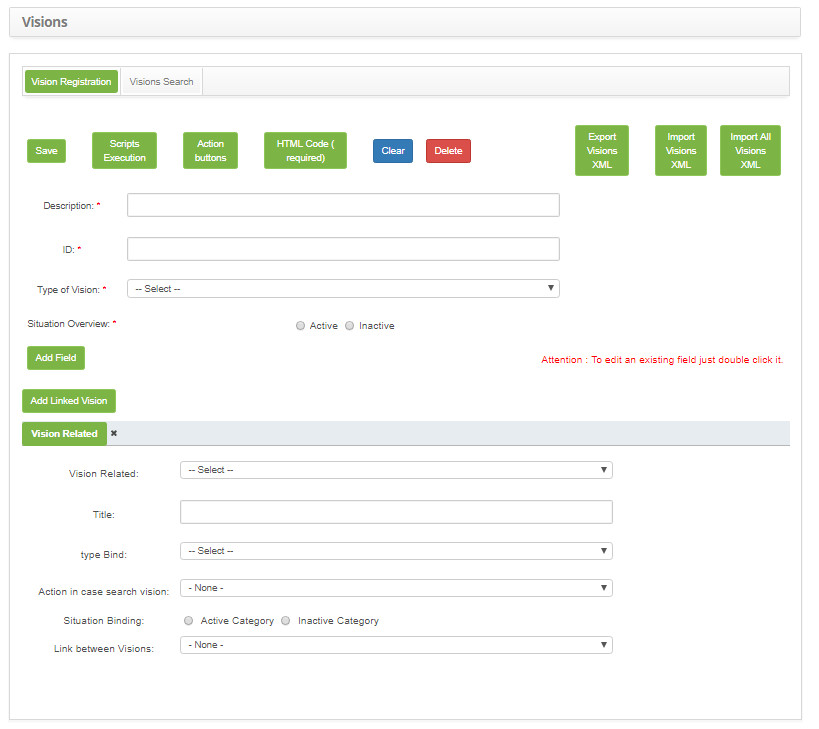 Visions
Vision Registration
Visions Search
Save
Scripts
Execution
Action
buttons
HTML Code (
required)
Clear
Delete
Export
Visions
XML
Import
Visions
XML
Import All
Visions
XML
Description: *
ID: *
Type of Vision: *
-- Select --
Situation Overview: *
Active
Inactive
Add Field
Attention : To edit an existing field just double click it.
Add Linked Vision
Vision Related
Vision Related:
-- Select --
Title:
type Bind:
-- Select --
Action in case search vision:
- None -
Situation Binding:
Active Category
Inactive Category
Link between Visions:
- None -